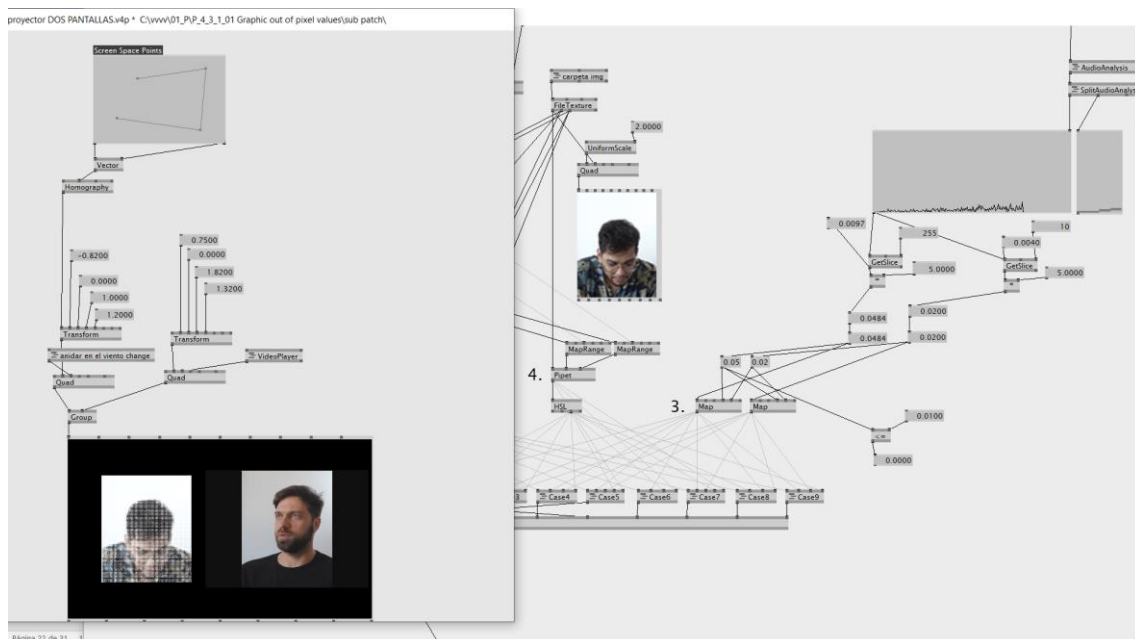 proyector DOS PANTALLAS.v4p * C:\vvvv\01_P\P_4_3_1_01 Graphic out of pixel values\sub patch\
Screen Space Points
Vector
Homography
-0.8200
0.0000
1.0000
1.2000
Transform
0.7500
0.0000
1.8200
1.3200
Transform
anidar en el viento change
VideoPlayer
Quad
Quad
Group
carpeta img
FileTexture
2.0000
UniformScale
Quad
MapRange
MapRange
4.
Pipet
HSL
3.
Map
Map
AudioAnalysis
SplitAudioAnalys
0.0097
255
10
0.0040
GetSlice
GetSlice
5.0000
5.0000
*
*
0.0484
0.0200
0.0484
0.0200
0.05
0.02
0.0100
<=
0.0000
3
Case4
Case5
Case6
Case7
Case8
Case9
Página 22 de 31